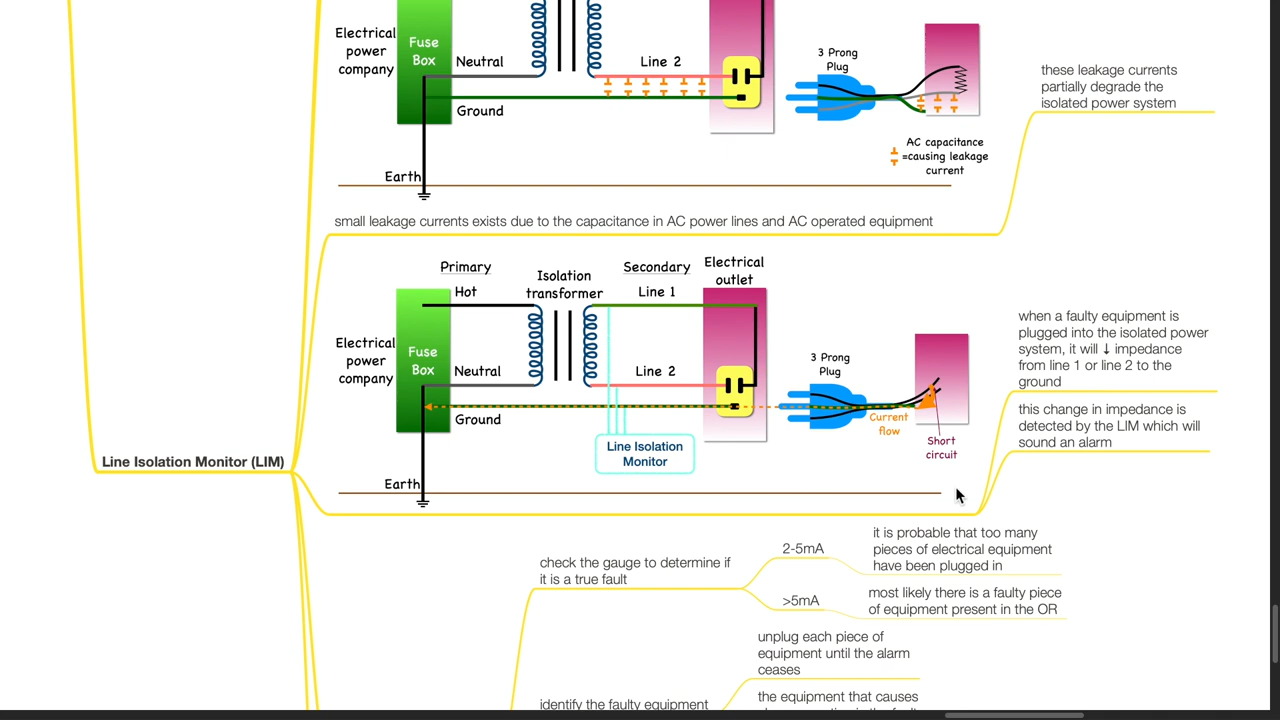 Electrical
power
company
Fuse
Box
Neutral
Line 2
Ground
Earth
3 Prong
Plug
AC capacitance
=causing leakage
current
these leakage currents
partially degrade the
isolated power system
small leakage currents exists due to the capacitance in AC power lines and AC operated equipment
Primary
Isolation
transformer
Secondary
Electrical
outlet
Hot
Line 1
Electrical
power
company
Fuse
Box
Neutral
Line 2
Ground
Earth
Line Isolation
Monitor
3 Prong
Plug
Current
flow
Short
circuit
when a faulty equipment is
plugged into the isolated power
system, it will ↓ impedance
from line 1 or line 2 to the
ground
this change in impedance is
detected by the LIM which will
sound an alarm
Line Isolation Monitor (LIM)
check the gauge to determine if
it is a true fault
2-5mA
it is probable that too many
pieces of electrical equipment
have been plugged in
>5mA
most likely there is a faulty piece
of equipment present in the OR
identify the faulty equipment
unplug each piece of
equipment until the alarm
ceases
the equipment that causes